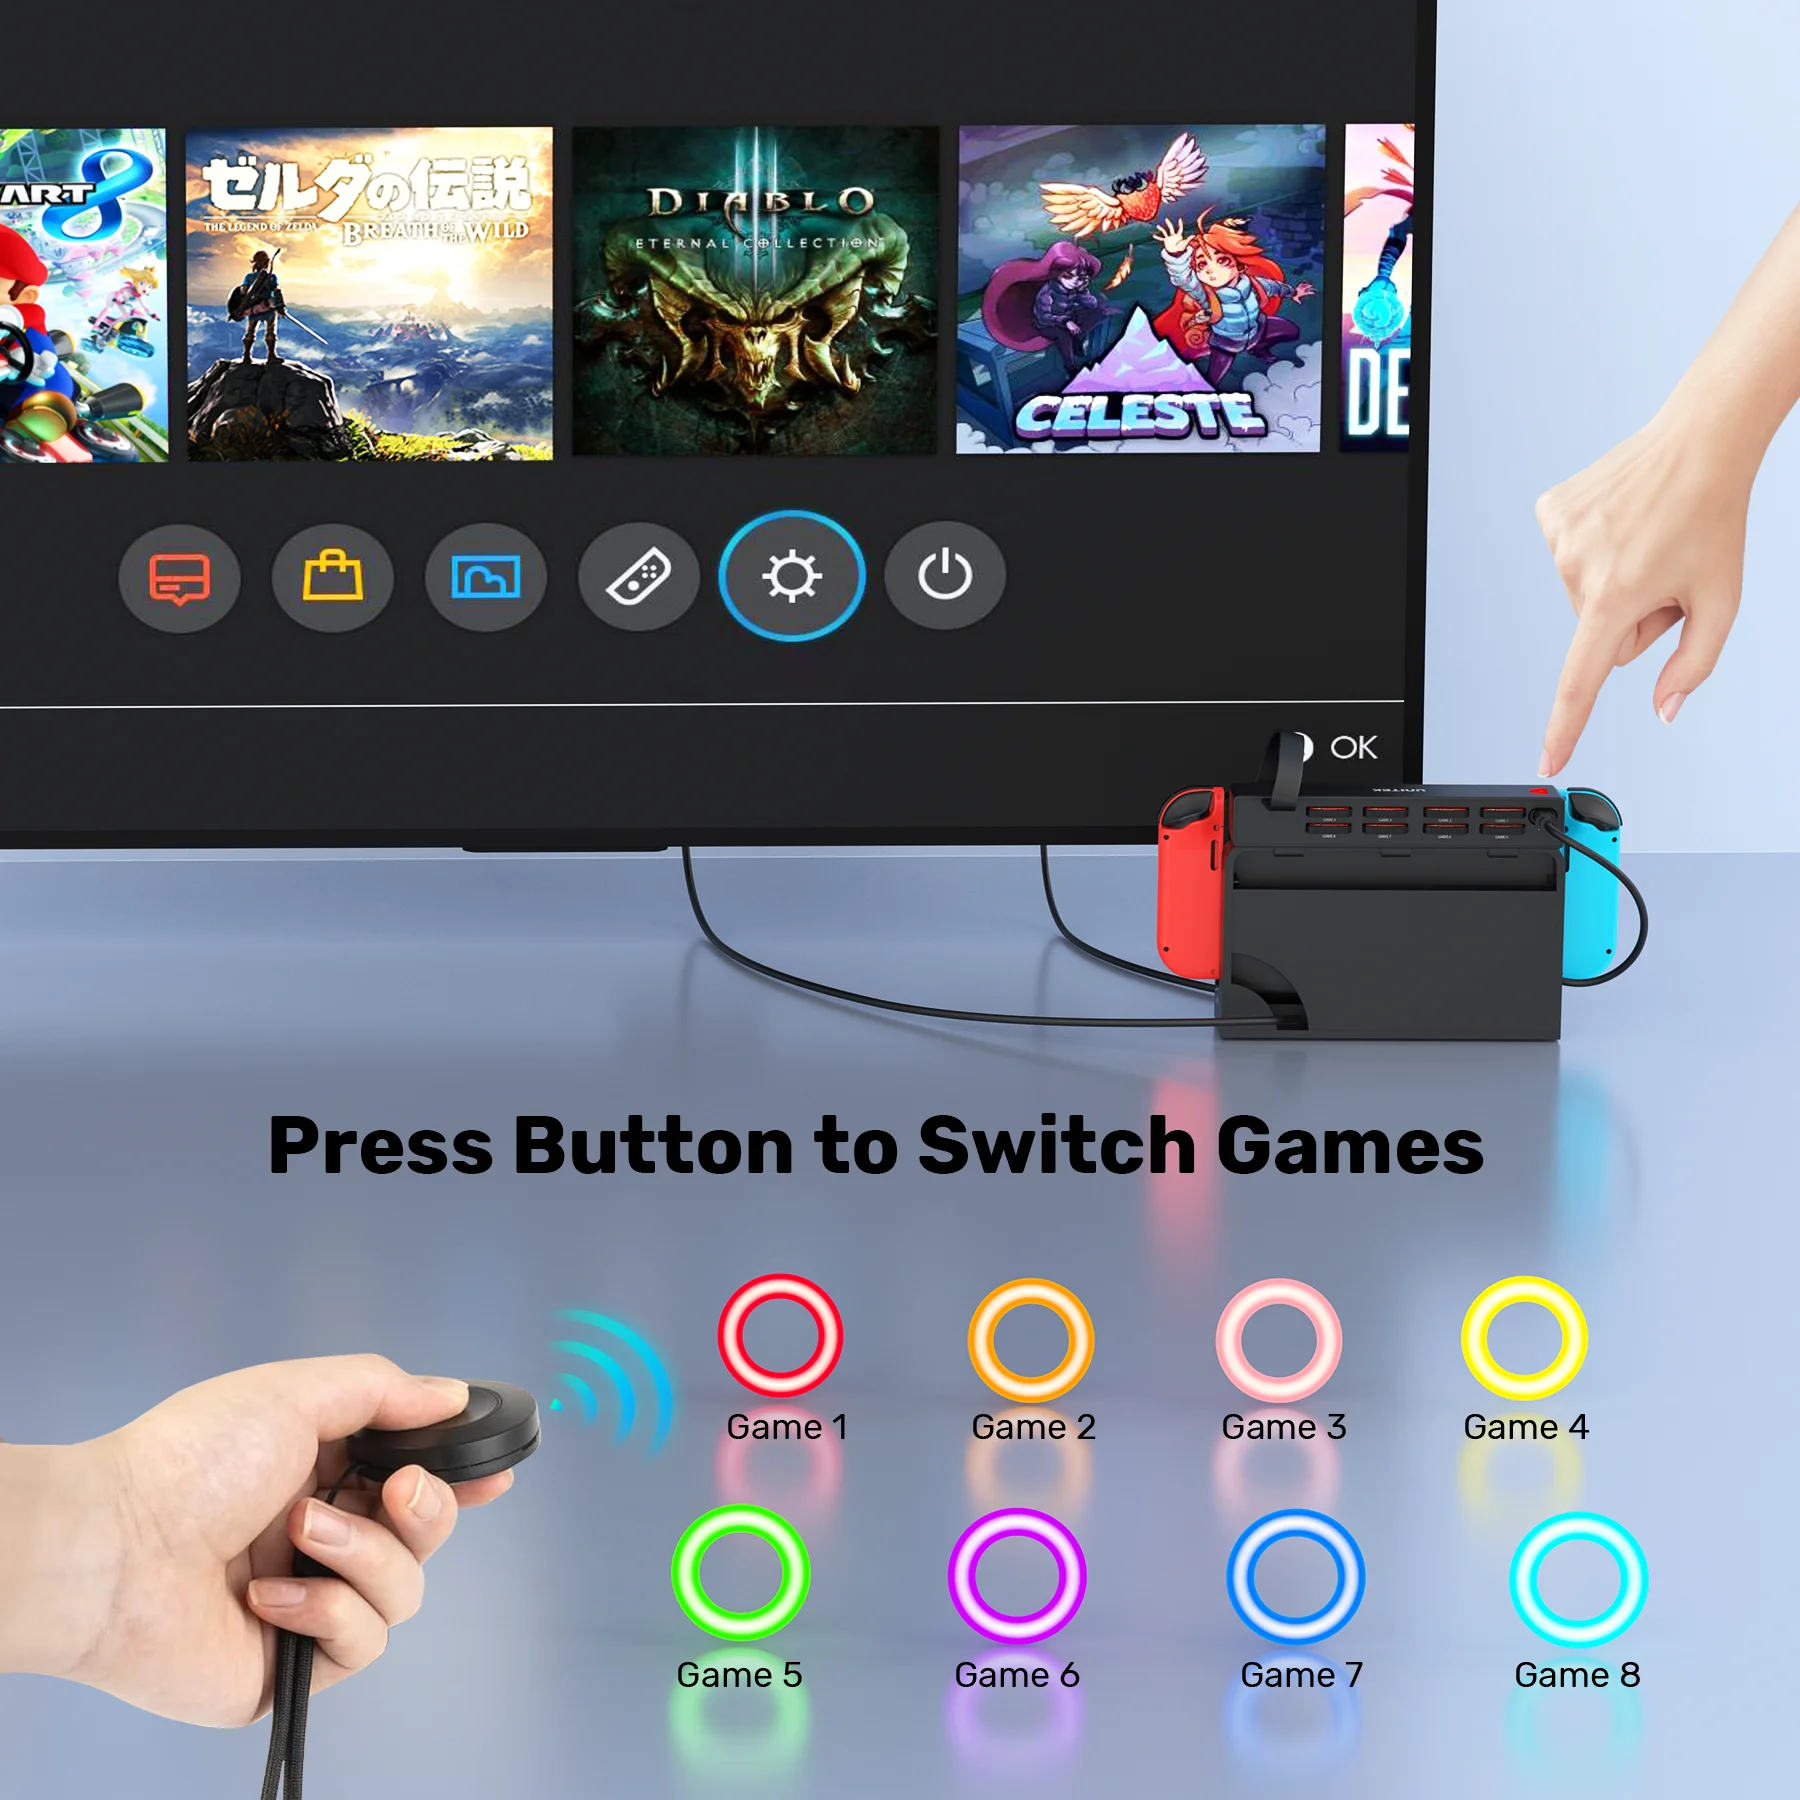 ART 8
ゼルダの伝説
THE LEGEND OF ZELDA
BREATH OF THE WILD
DIABLO
ETERNAL COLLECTION
CELESTE
DE
OK
UNITEK
Press Button to Switch Games
Game 1
Game 2
Game 3
Game 4
Game 5
Game 6
Game 7
Game 8